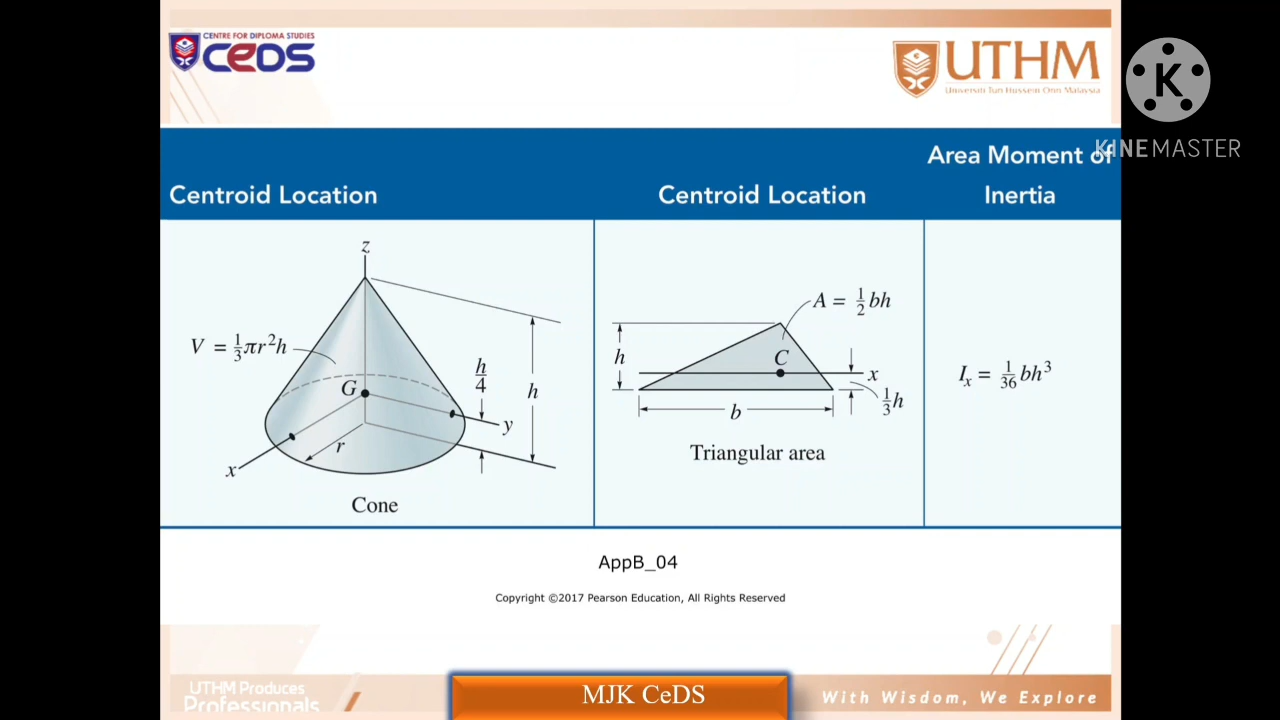 CENTRE FOR DIPLOMA STUDIES
CeDS
UTHM
Universiti Tun Hussein Onn Malaysia
K
KINEMASTER
Centroid Location
Centroid Location
Area Moment of
Inertia
z
V = 1/3 πr²h
G
h/4
h
y
r
x
Cone
A = 1/2 bh
h
C
x
1/3 h
b
Triangular area
Iₓ = 1/36 bh³
AppB_04
Copyright ©2017 Pearson Education, All Rights Reserved
UTHM Produces
Professionals
MJK CeDS
With Wisdom, We Explore